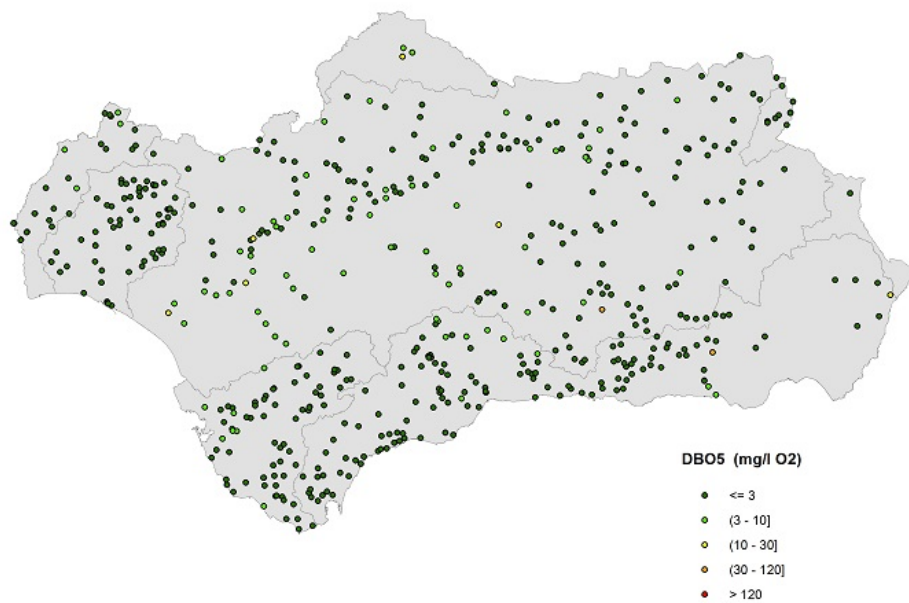 DBO5 (mg/l O2)
<= 3
(3 - 10]
(10 - 30]
(30 - 120]
> 120